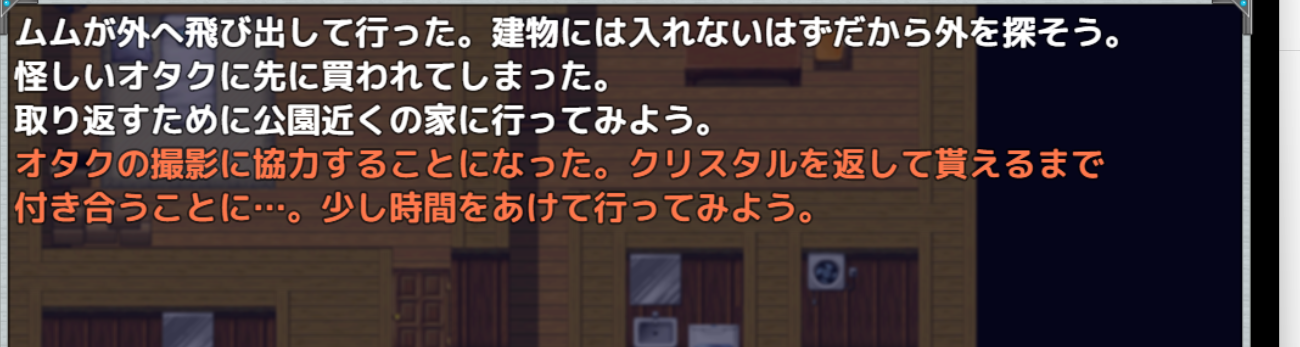 ムムが外へ飛び出して行った。建物には入れないはずだから外を探そう。
怪しいオタクに先に買われてしまった。
取り返すために公園近くの家に行ってみよう。
オタクの撮影に協力することになった。クリスタルを返して貰えるまで
付き合うことに…。少し時間をあけて行ってみよう。